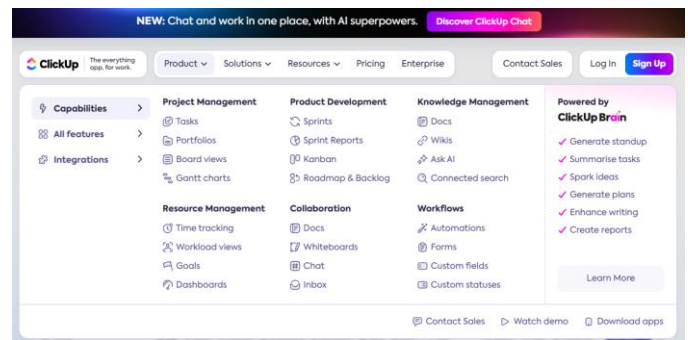 NEW: Chat and work in one place, with AI superpowers. Discover ClickUp Chat
ClickUp The everything app, for work. Product Solutions Resources Pricing Enterprise Contact Sales Log In Sign Up
Capabilities
All features
Integrations
Project Management
Tasks
Portfolios
Board views
Gantt charts
Product Development
Sprints
Sprint Reports
Kanban
Roadmap & Backlog
Knowledge Management
Docs
Wikis
Ask AI
Connected search
Resource Management
Time tracking
Workload views
Goals
Dashboards
Collaboration
Docs
Whiteboards
Chat
Inbox
Workflows
Automations
Forms
Custom fields
Custom statuses
Powered by
ClickUp Brain
Generate standup
Summarise tasks
Spark ideas
Generate plans
Enhance writing
Create reports
Learn More
Contact Sales Watch demo Download apps